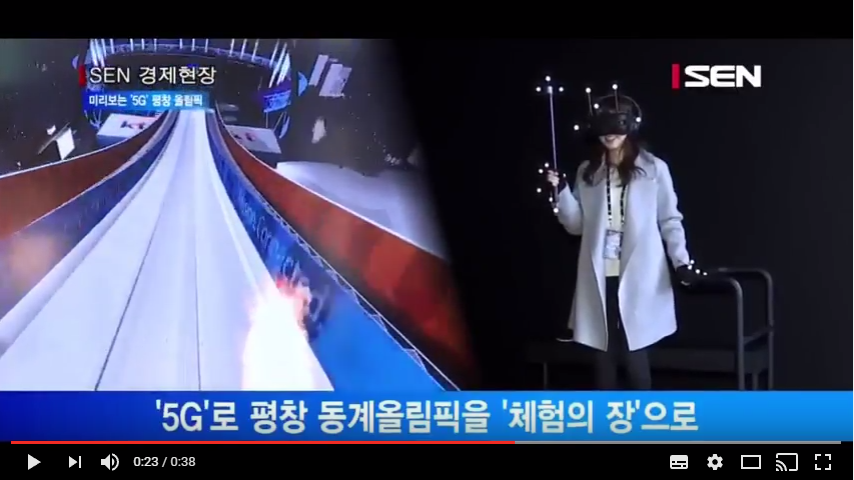 SEN 경제현장
미리보는 '5G' 평창 올림픽
SEN
kt
'5G'로 평창 동계올림픽을 '체험의 장'으로
0:23 / 0:38